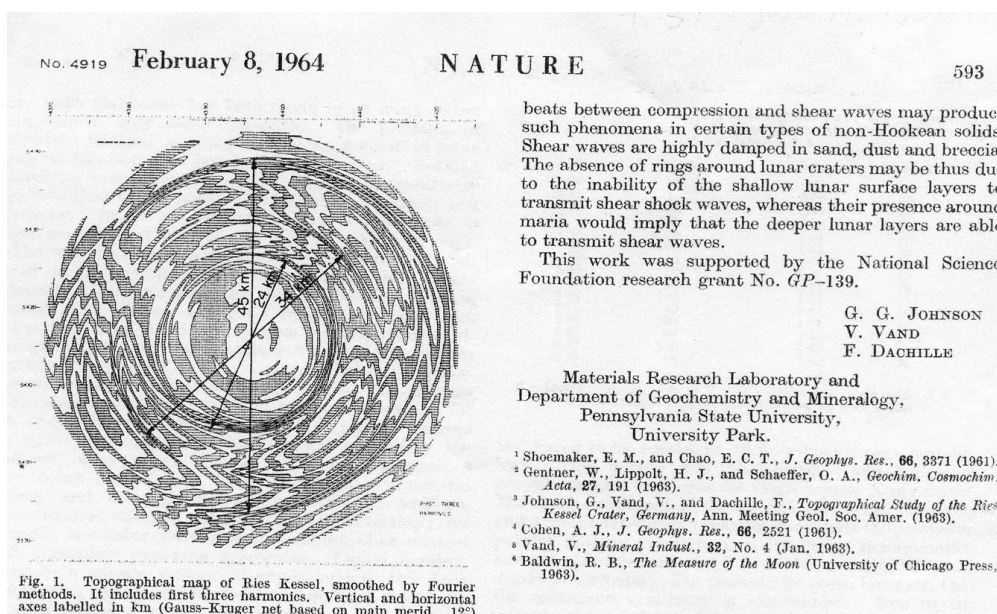 No. 4919 February 8, 1964 NATURE 593
45 km
24 km
34 km
FIRST THREE
HARMONICS
Fig. 1. Topographical map of Ries Kessel, smoothed by Fourier
methods. It includes first three harmonics. Vertical and horizontal
axes labelled in km (Gauss–Kruger net based on main merid. 12°)
beats between compression and shear waves may produc
such phenomena in certain types of non-Hookean solids
Shear waves are highly damped in sand, dust and breccia
The absence of rings around lunar craters may be thus du
to the inability of the shallow lunar surface layers to
transmit shear shock waves, whereas their presence around
maria would imply that the deeper lunar layers are abl
to transmit shear waves.
This work was supported by the National Science
Foundation research grant No. GP–139.
G. G. Johnson
V. Vand
F. Dachille
Materials Research Laboratory and
Department of Geochemistry and Mineralogy,
Pennsylvania State University,
University Park.
¹ Shoemaker, E. M., and Chao, E. C. T., J. Geophys. Res., 66, 3371 (1961).
² Gentner, W., Lippolt, H. J., and Schaeffer, O. A., Geochim. Cosmochim.
Acta, 27, 191 (1963).
³ Johnson, G., Vand, V., and Dachille, F., Topographical Study of the Ries
Kessel Crater, Germany, Ann. Meeting Geol. Soc. Amer. (1963).
⁴ Cohen, A. J., J. Geophys. Res., 66, 2521 (1961).
⁵ Vand, V., Mineral Indust., 32, No. 4 (Jan. 1963).
⁶ Baldwin, R. B., The Measure of the Moon (University of Chicago Press,
1963).